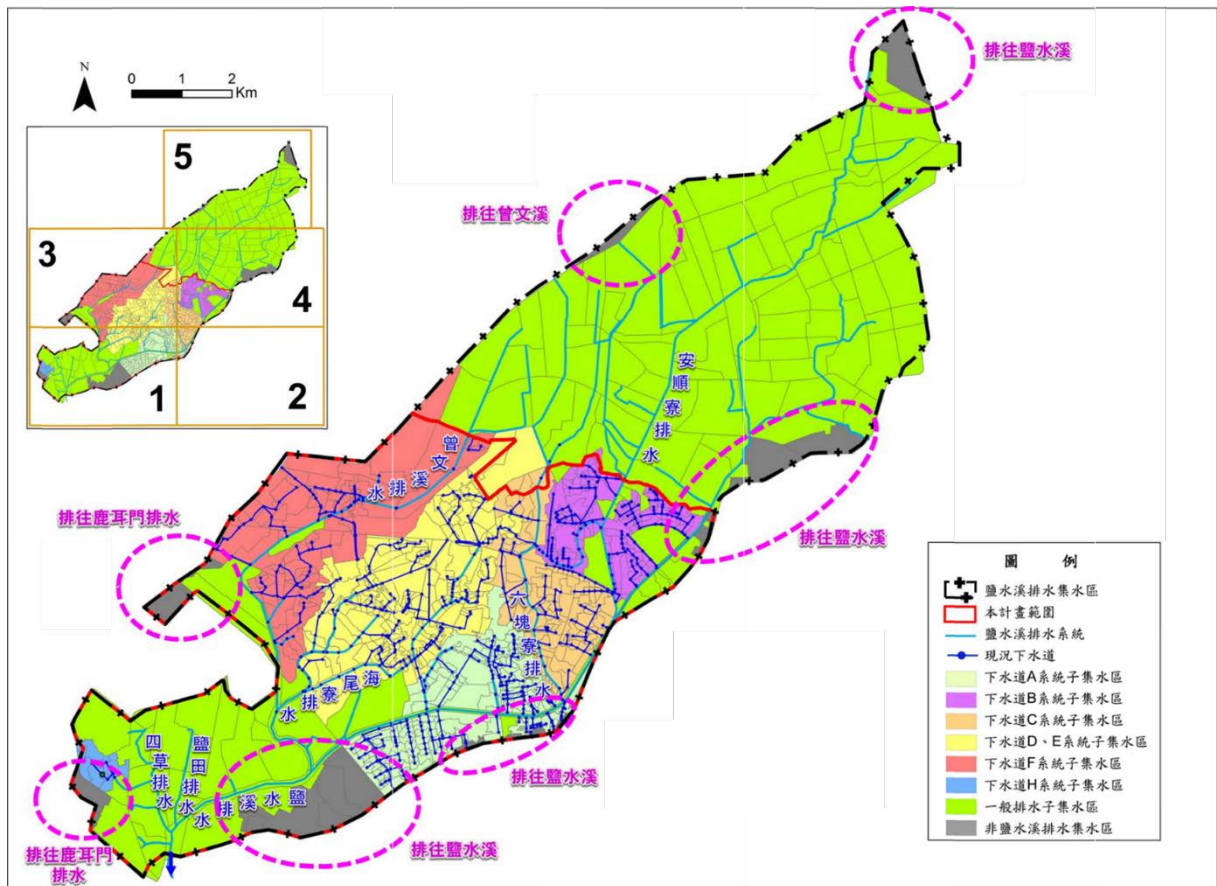 N
0 1 2
Km
5
3
4
1
2
排往鹽水溪
排往曾文溪
安順寮排水
曾文溪排水
排往鹿耳門排水
排往鹽水溪
六塊寮排水
海尾寮排水
鹽田排水
四草排水
鹽水溪排水
排往鹽水溪
排往鹽水溪
排往鹿耳門
排水
圖 例
鹽水溪排水集水區
本計畫範圍
鹽水溪排水系統
現況下水道
下水道A系統子集水區
下水道B系統子集水區
下水道C系統子集水區
下水道D、E系統子集水區
下水道F系統子集水區
下水道H系統子集水區
一般排水子集水區
非鹽水溪排水集水區